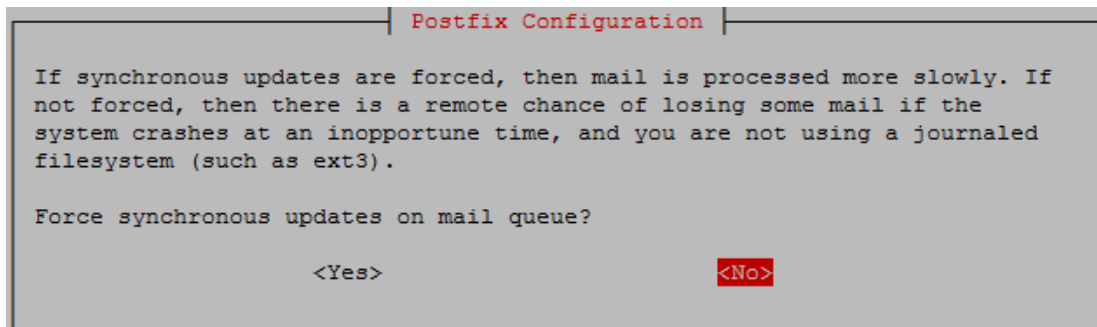 Postfix Configuration
If synchronous updates are forced, then mail is processed more slowly. If
not forced, then there is a remote chance of losing some mail if the
system crashes at an inopportune time, and you are not using a journaled
filesystem (such as ext3).
Force synchronous updates on mail queue?
<Yes> <No>